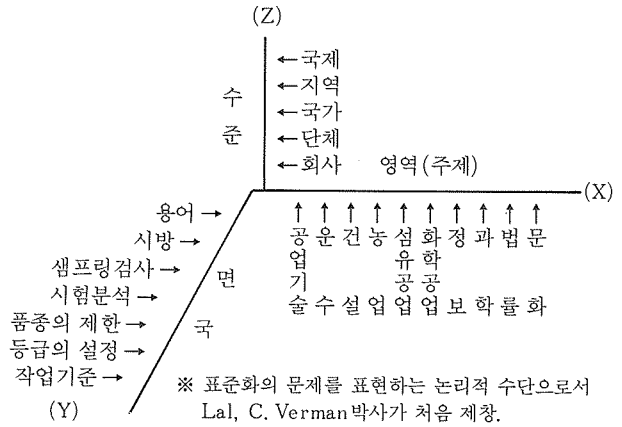 (Z)
국제
지역
국가
단체
회사
수준
영역(주제)
(X)
공업기술
운수
건설
농업
섬유공업
화학공업
정보
과학
법률
문화
용어
시방
샘프링검사
시험분석
품종의 제한
등급의 설정
작업기준
면
국
(Y)
※ 표준화의 문제를 표현하는 논리적 수단으로서
Lal, C. Verman박사가 처음 제창.